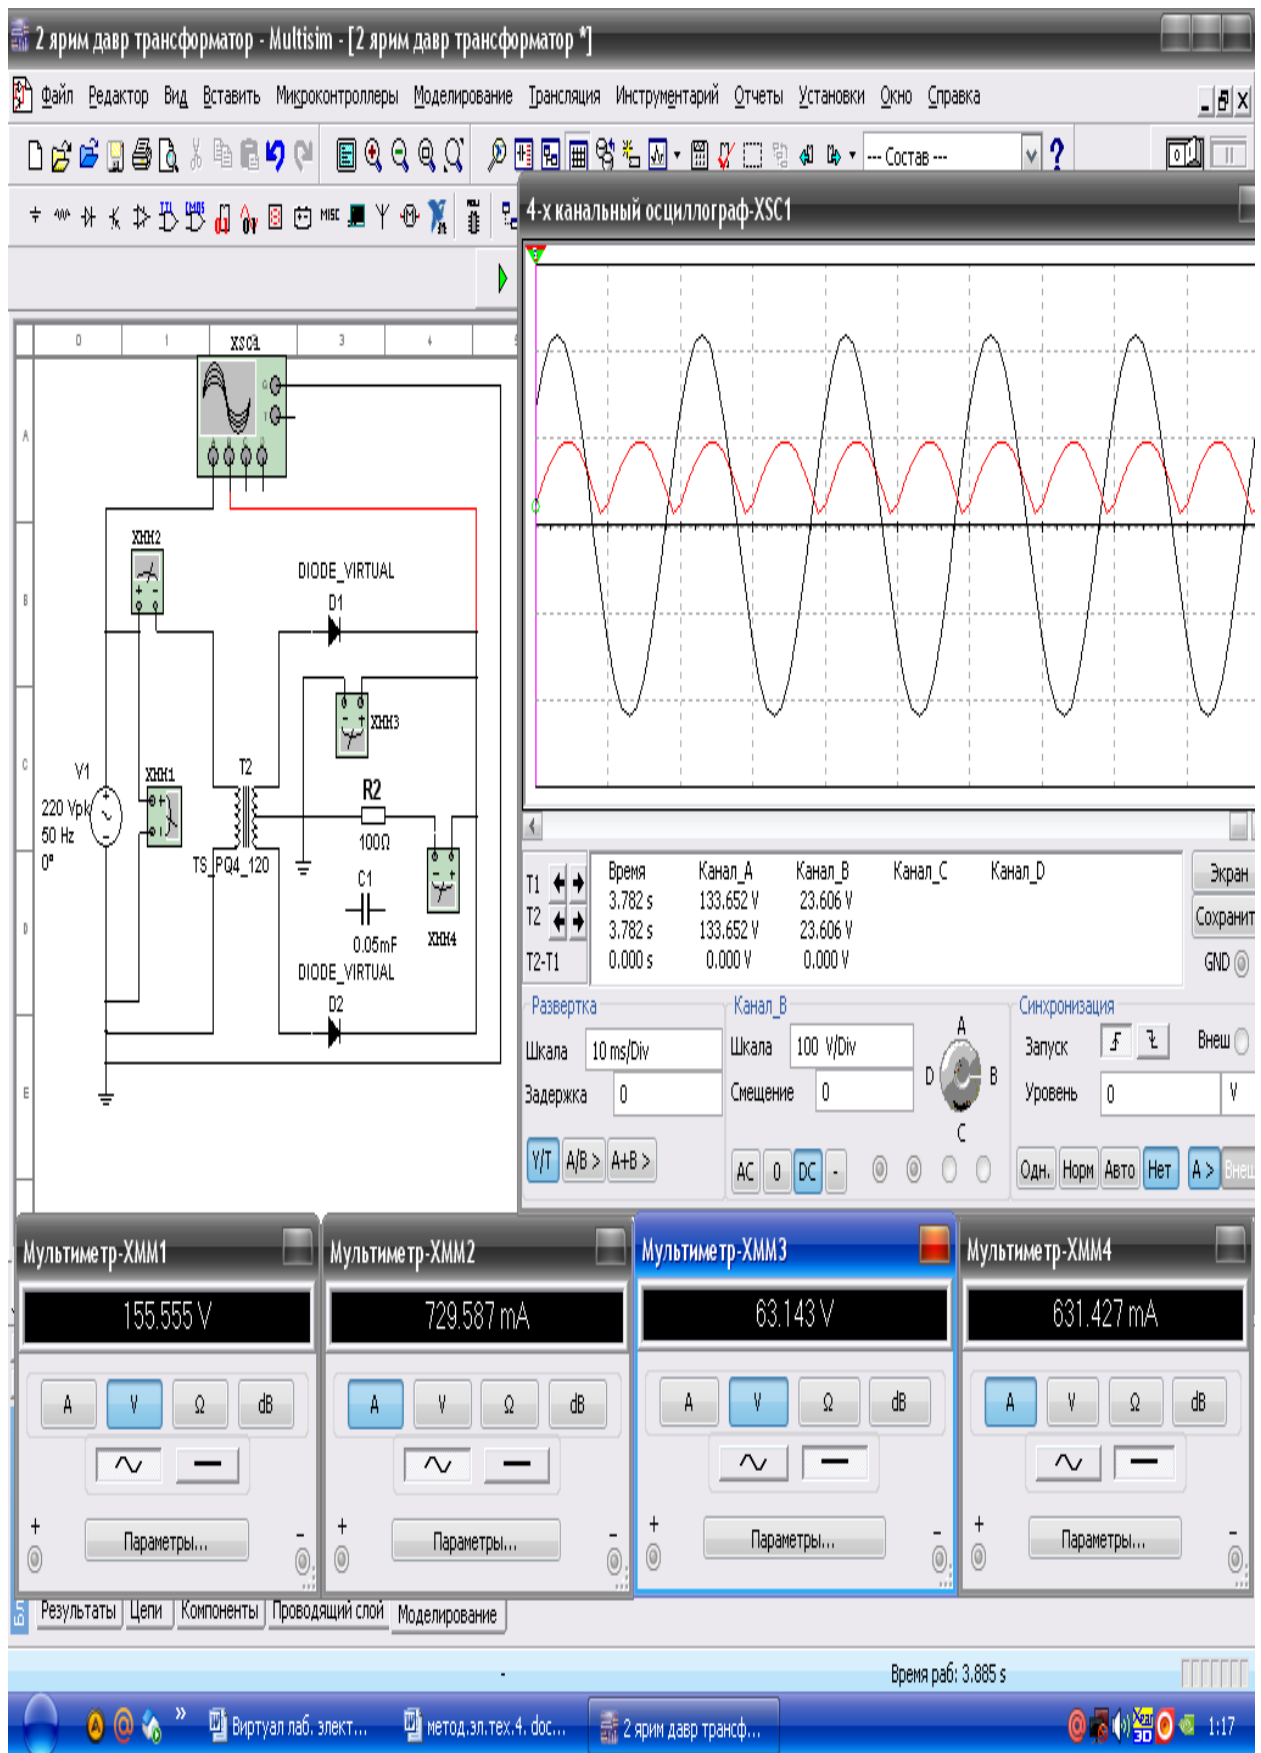 2 ярим давр трансформатор - Multisim - [2 ярим давр трансформатор *]
Файл Редактор Вид Вставить Микроконтроллеры Моделирование Трансляция Инструментарий Отчеты Установки Окно Справка
--- Состав ---
MISC
4-х канальный осциллограф-XSC1
0 1 2 3 4
XSC1
G
T
A B C D
A
B
C
D
E
XMM2
DIODE_VIRTUAL
D1
XMM3
V1
XMM1
T2
R2
220 Vpk
50 Hz
0°
100Ω
TS_PQ4_120
C1
0.05mF
XMM4
DIODE_VIRTUAL
D2
Время Канал_A Канал_B Канал_C Канал_D
T1 3.782 s 133.652 V 23.606 V
T2 3.782 s 133.652 V 23.606 V
T2-T1 0.000 s 0.000 V 0.000 V
Экран
Сохранит
GND
Развертка
Шкала 10 ms/Div
Задержка 0
Y/T A/B > A+B >
Канал_B
Шкала 100 V/Div
Смещение 0
AC 0 DC -
A
B
C
D
Синхронизация
Запуск Внеш
Уровень 0 V
Одн. Норм Авто Нет A > Внеш
Мультиметр-XMM1
155.555 V
A V Ω dB
+ Параметры... -
Мультиметр-XMM2
729.587 mA
A V Ω dB
+ Параметры... -
Мультиметр-XMM3
63.143 V
A V Ω dB
+ Параметры... -
Мультиметр-XMM4
631.427 mA
A V Ω dB
+ Параметры... -
Результаты Цепи Компоненты Проводящий слой Моделирование
- Время раб: 3.885 s
Виртуал лаб. элект... метод.эл.тех.4. doc... 2 ярим давр трансф... 1:17